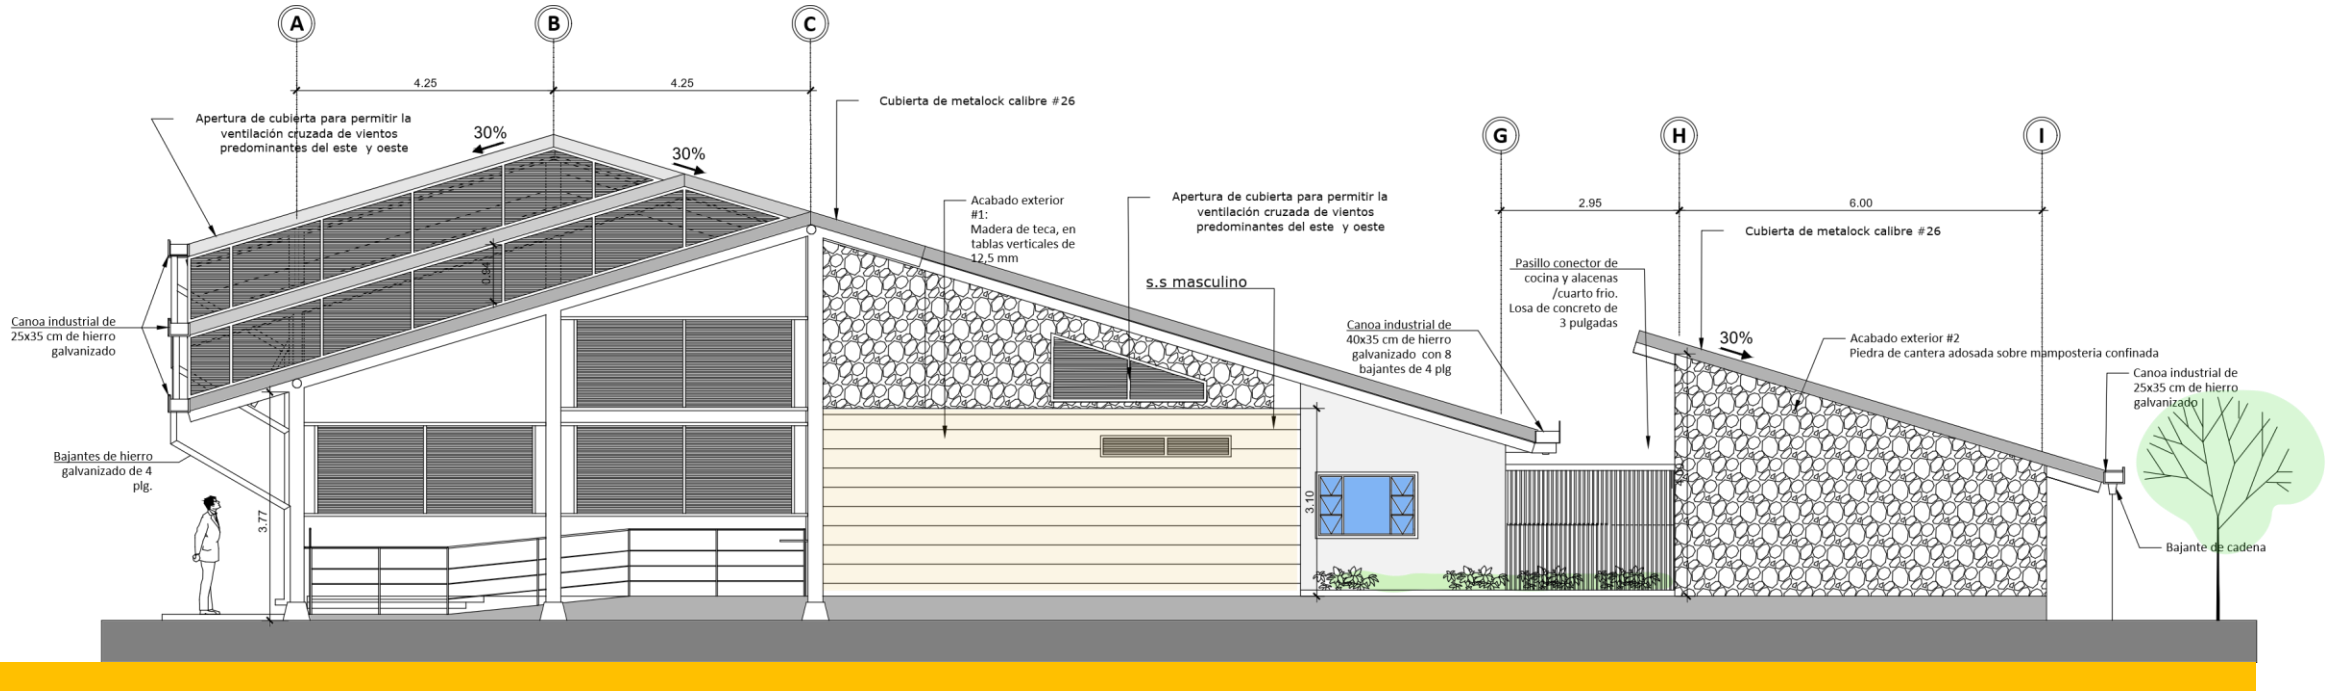 A
B
C
4.25
4.25
Apertura de cubierta para permitir la
ventilación cruzada de vientos
predominantes del este y oeste
30%
30%
Cubierta de metalock calibre #26
G
H
I
2.95
6.00
Acabado exterior
#1:
Madera de teca, en
tablas verticales de
12,5 mm
Apertura de cubierta para permitir la
ventilación cruzada de vientos
predominantes del este y oeste
s.s masculino
Cubierta de metalock calibre #26
Pasillo conector de
cocina y alacenas
/cuarto frio.
Losa de concreto de
3 pulgadas
0.94
Canoa industrial de
25x35 cm de hierro
galvanizado
Canoa industrial de
40x35 cm de hierro
galvanizado con 8
bajantes de 4 plg
30%
Acabado exterior #2
Piedra de cantera adosada sobre mamposteria confinada
Canoa industrial de
25x35 cm de hierro
galvanizado
Bajantes de hierro
galvanizado de 4
plg.
3.77
3.10
Bajante de cadena